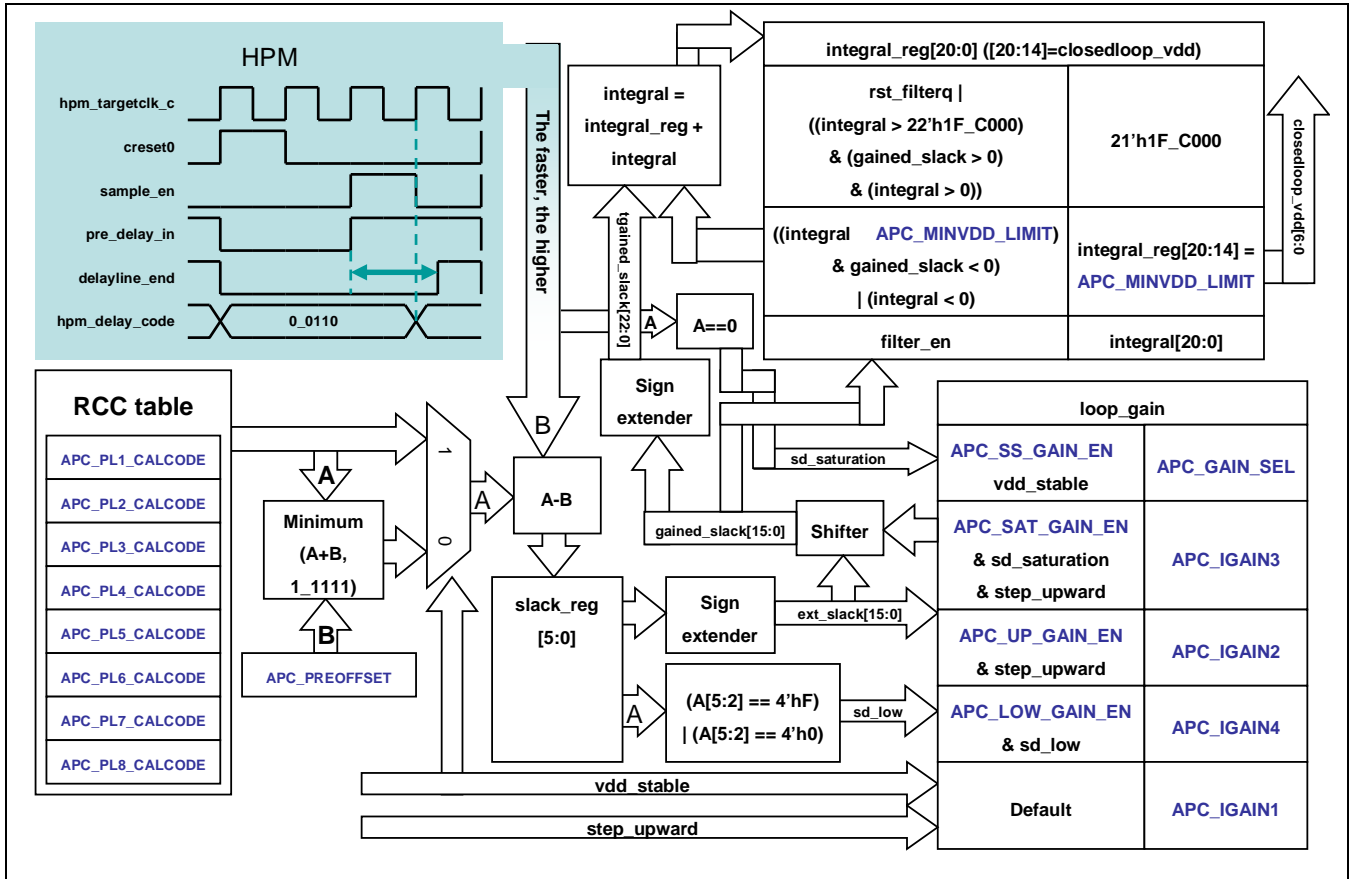 HPM
hpm_targetclk_c
creset0
sample_en
pre_delay_in
delayline_end
hpm_delay_code
0_0110
The faster, the higher
B
integral =
integral_reg +
integral
tgained_slack[22:0]
integral_reg[20:0] ([20:14]=closedloop_vdd)
rst_filterq |
((integral > 22'h1F_C000)
& (gained_slack > 0)
& (integral > 0))
21'h1F_C000
((integral APC_MINVDD_LIMIT)
& gained_slack < 0)
| (integral < 0)
integral_reg[20:14] =
APC_MINVDD_LIMIT
filter_en
integral[20:0]
closedloop_vdd[6:0
A
A==0
Sign
extender
sd_saturation
RCC table
APC_PL1_CALCODE
APC_PL2_CALCODE
APC_PL3_CALCODE
APC_PL4_CALCODE
APC_PL5_CALCODE
APC_PL6_CALCODE
APC_PL7_CALCODE
APC_PL8_CALCODE
A
Minimum
(A+B,
1_1111)
B
APC_PREOFFSET
1
0
A
A-B
slack_reg
[5:0]
gained_slack[15:0]
Shifter
Sign
extender
ext_slack[15:0]
A
(A[5:2] == 4'hF)
| (A[5:2] == 4'h0)
sd_low
vdd_stable
step_upward
loop_gain
APC_SS_GAIN_EN
vdd_stable
APC_GAIN_SEL
APC_SAT_GAIN_EN
& sd_saturation
& step_upward
APC_IGAIN3
APC_UP_GAIN_EN
& step_upward
APC_IGAIN2
APC_LOW_GAIN_EN
& sd_low
APC_IGAIN4
Default
APC_IGAIN1